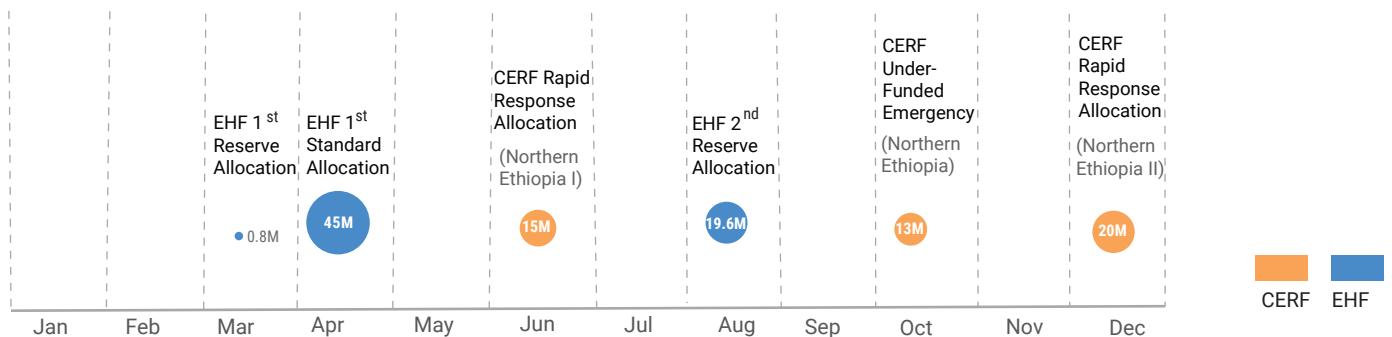 EHF 1st
Reserve
Allocation
0.8M
EHF 1st
Standard
Allocation
45M
CERF Rapid
Response
Allocation
(Northern
Ethiopia I)
15M
EHF 2nd
Reserve
Allocation
19.6M
CERF
Under-
Funded
Emergency
(Northern
Ethiopia)
13M
CERF
Rapid
Response
Allocation
(Northern
Ethiopia II)
20M
CERF EHF
Jan Feb Mar Apr May Jun Jul Aug Sep Oct Nov Dec